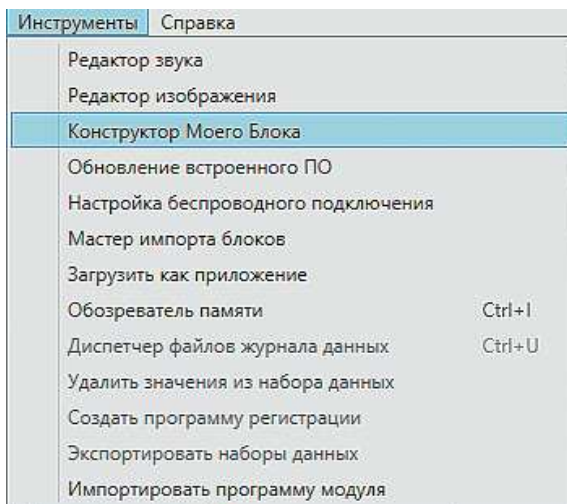 Инструменты Справка
Редактор звука
Редактор изображения
Конструктор Моего Блока
Обновление встроенного ПО
Настройка беспроводного подключения
Мастер импорта блоков
Загрузить как приложение
Обозреватель памяти Ctrl+I
Диспетчер файлов журнала данных Ctrl+U
Удалить значения из набора данных
Создать программу регистрации
Экспортировать наборы данных
Импортировать программу модуля